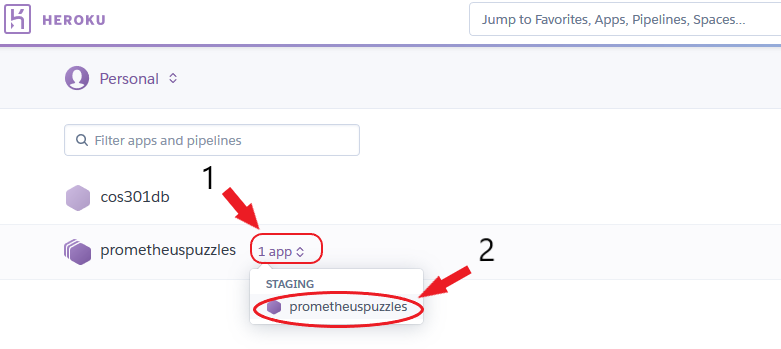 HEROKU
Jump to Favorites, Apps, Pipelines, Spaces...
Personal
Filter apps and pipelines
1
cos301db
prometheuspuzzles 1 app
2
STAGING
prometheuspuzzles